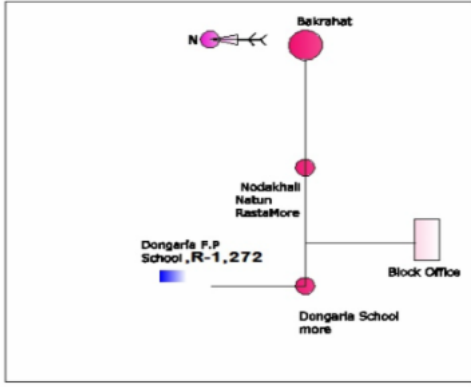 Bakrahat
N
Nodakhali
Natun
RastaMore
Dongaria F.P
School,R-1,272
Block Office
Dongaria School
more